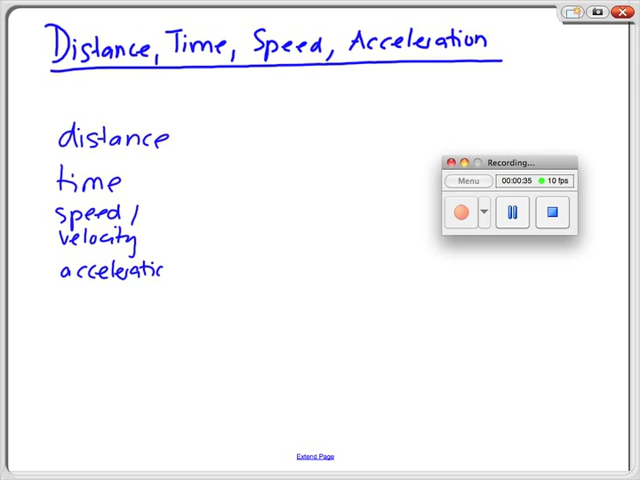 Distance, Time, Speed, Acceleration
distance
Recording...
time
Menu
00:00:35
10 fps
speed /
velocity
acceleratic
Extend Page